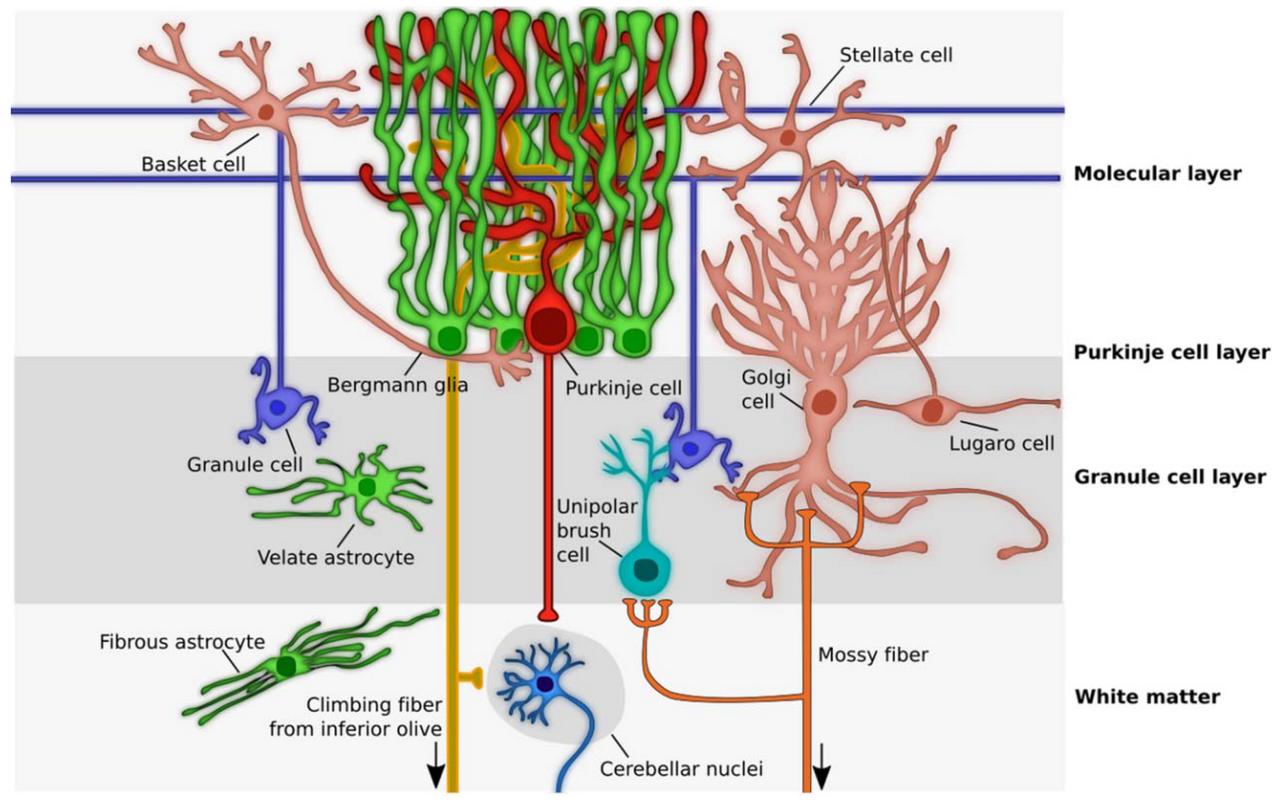 Stellate cell
Basket cell
Molecular layer
Purkinje cell layer
Bergmann glia
Purkinje cell
Golgi
cell
Lugaro cell
Granule cell
Granule cell layer
Unipolar
brush
cell
Velate astrocyte
Fibrous astrocyte
Mossy fiber
White matter
Climbing fiber
from inferior olive
Cerebellar nuclei